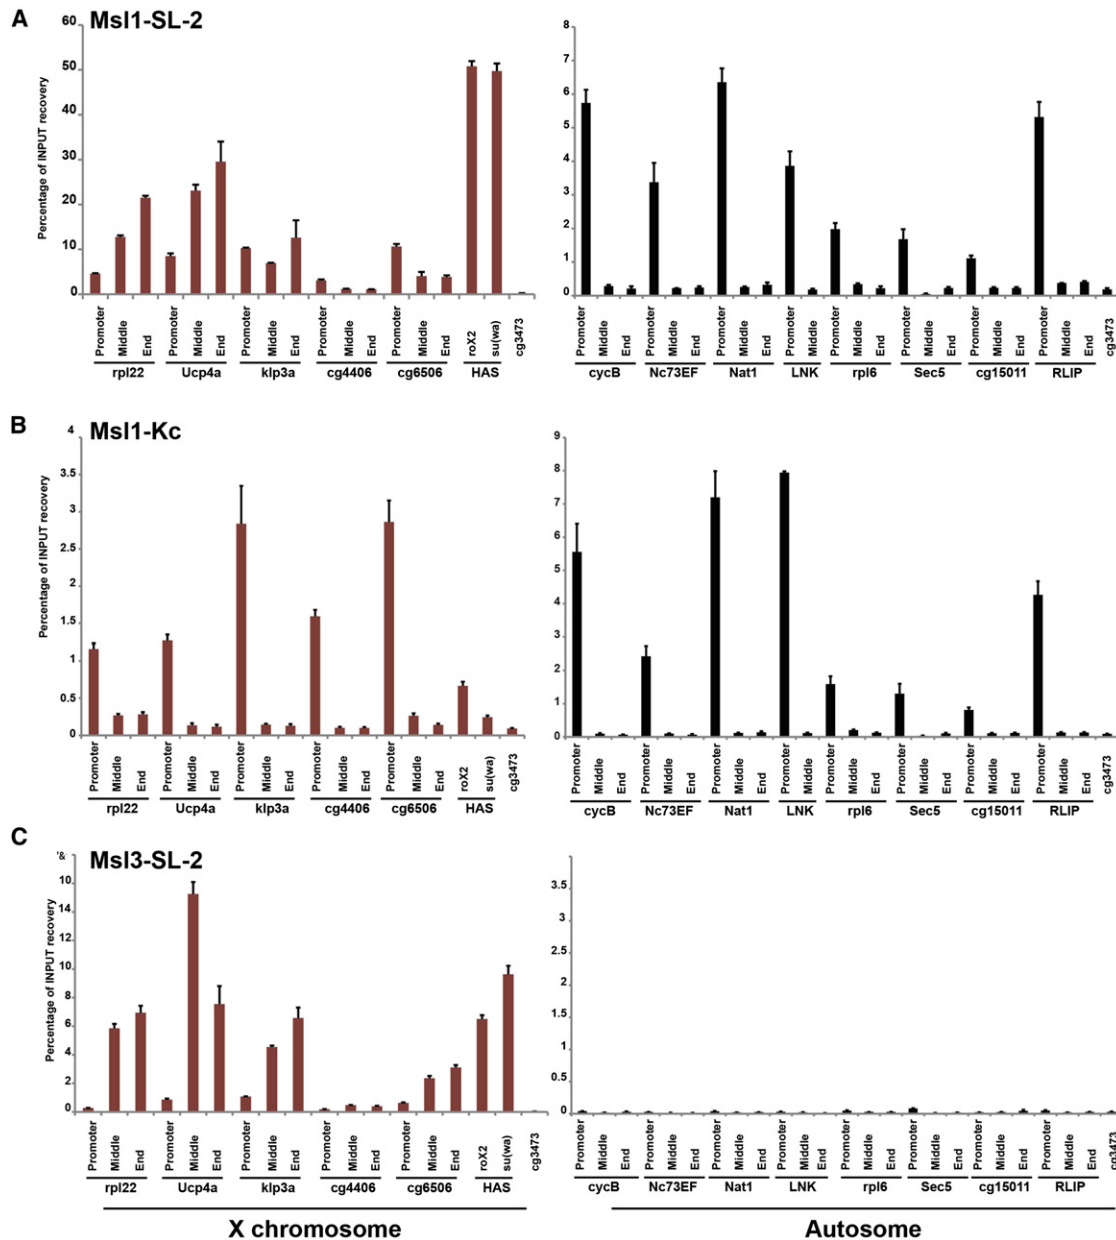 A
Msl1-SL-2
Percentage of INPUT recovery
60
50
40
30
20
10
0
Promoter Middle End Promoter Middle End Promoter Middle End Promoter Middle End Promoter Middle End roX2 su(wa) cg3473
rpl22 Ucp4a klp3a cg4406 cg6506 HAS
8
7
6
5
4
3
2
1
0
Promoter Middle End Promoter Middle End Promoter Middle End Promoter Middle Promoter Middle End Promoter Middle End Promoter Middle End Promoter Middle End cg3473
cycB Nc73EF Nat1 LNK rpl6 Sec5 cg15011 RLIP
B
Msl1-Kc
Percentage of INPUT recovery
4
3.5
3
2.5
2
1.5
1
0.5
0
Promoter Middle End Promoter Middle End Promoter Middle End Promoter Middle End Promoter Middle End roX2 su(wa) cg3473
rpl22 Ucp4a klp3a cg4406 cg6506 HAS
9
8
7
6
5
4
3
2
1
0
Promoter Middle End Promoter Middle End Promoter Middle End Promoter Middle Promoter Middle End Promoter Middle End Promoter Middle End Promoter Middle End cg3473
cycB Nc73EF Nat1 LNK rpl6 Sec5 cg15011 RLIP
C
Msl3-SL-2
Percentage of INPUT recovery
10
14
12
10
8
6
4
2
0
Promoter Middle End Promoter Middle End Promoter Middle End Promoter Middle End Promoter Middle End roX2 su(wa) cg3473
rpl22 Ucp4a klp3a cg4406 cg6506 HAS
X chromosome
3.5
3
2.5
2
1.5
1
0.5
0
Promoter Middle End Promoter Middle End Promoter Middle End Promoter Middle End Promoter Middle End Promoter Middle End Promoter Middle End Promoter Middle End cg3473
cycB Nc73EF Nat1 LNK rpl6 Sec5 cg15011 RLIP
Autosome